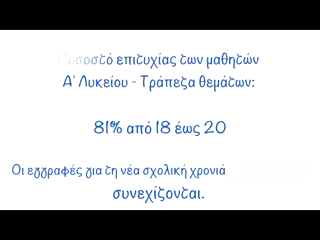 Ποσοστό επιτυχίας των μαθητών
Α' Λυκείου - Τράπεζα θεμάτων:
81% από 18 έως 20
Οι εγγραφές για τη νέα σχολική χρονιά
συνεχίζονται.